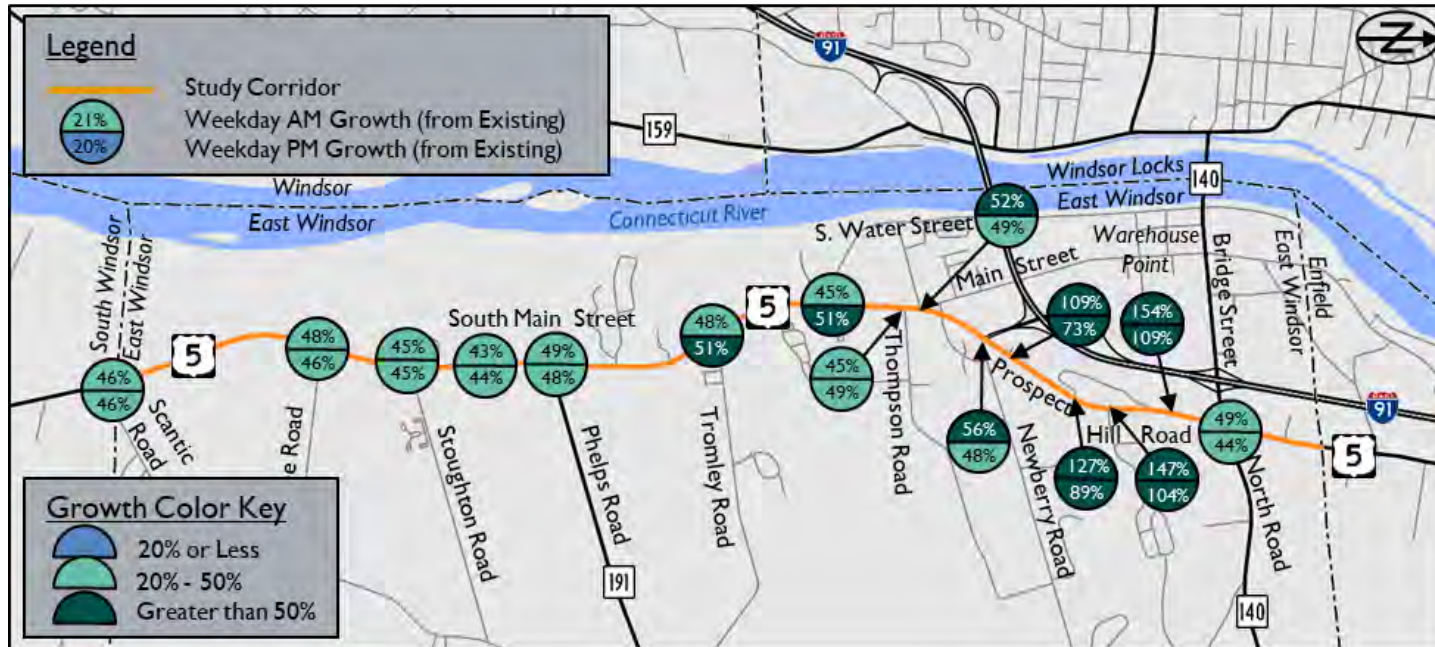 Legend
Study Corridor
21%
20%
Weekday AM Growth (from Existing)
Weekday PM Growth (from Existing)
91
N
159
Windsor
East Windsor
Connecticut River
Windsor Locks
East Windsor
140
South Windsor
East Windsor
S. Water Street
52%
49%
Main Street
Warehouse
Point
Bridge Street
Enfield
East Windsor
5
South Main Street
5
45%
51%
109%
73%
154%
109%
46%
46%
48%
46%
45%
45%
43%
44%
49%
48%
48%
51%
45%
49%
Prospect
Hill Road
91
49%
44%
5
Scantic
Road
e Road
Stoughton Road
Phelps Road
Tromley Road
Thompson Road
56%
48%
Newberry Road
127%
89%
147%
104%
North Road
191
140
Growth Color Key
20% or Less
20% - 50%
Greater than 50%